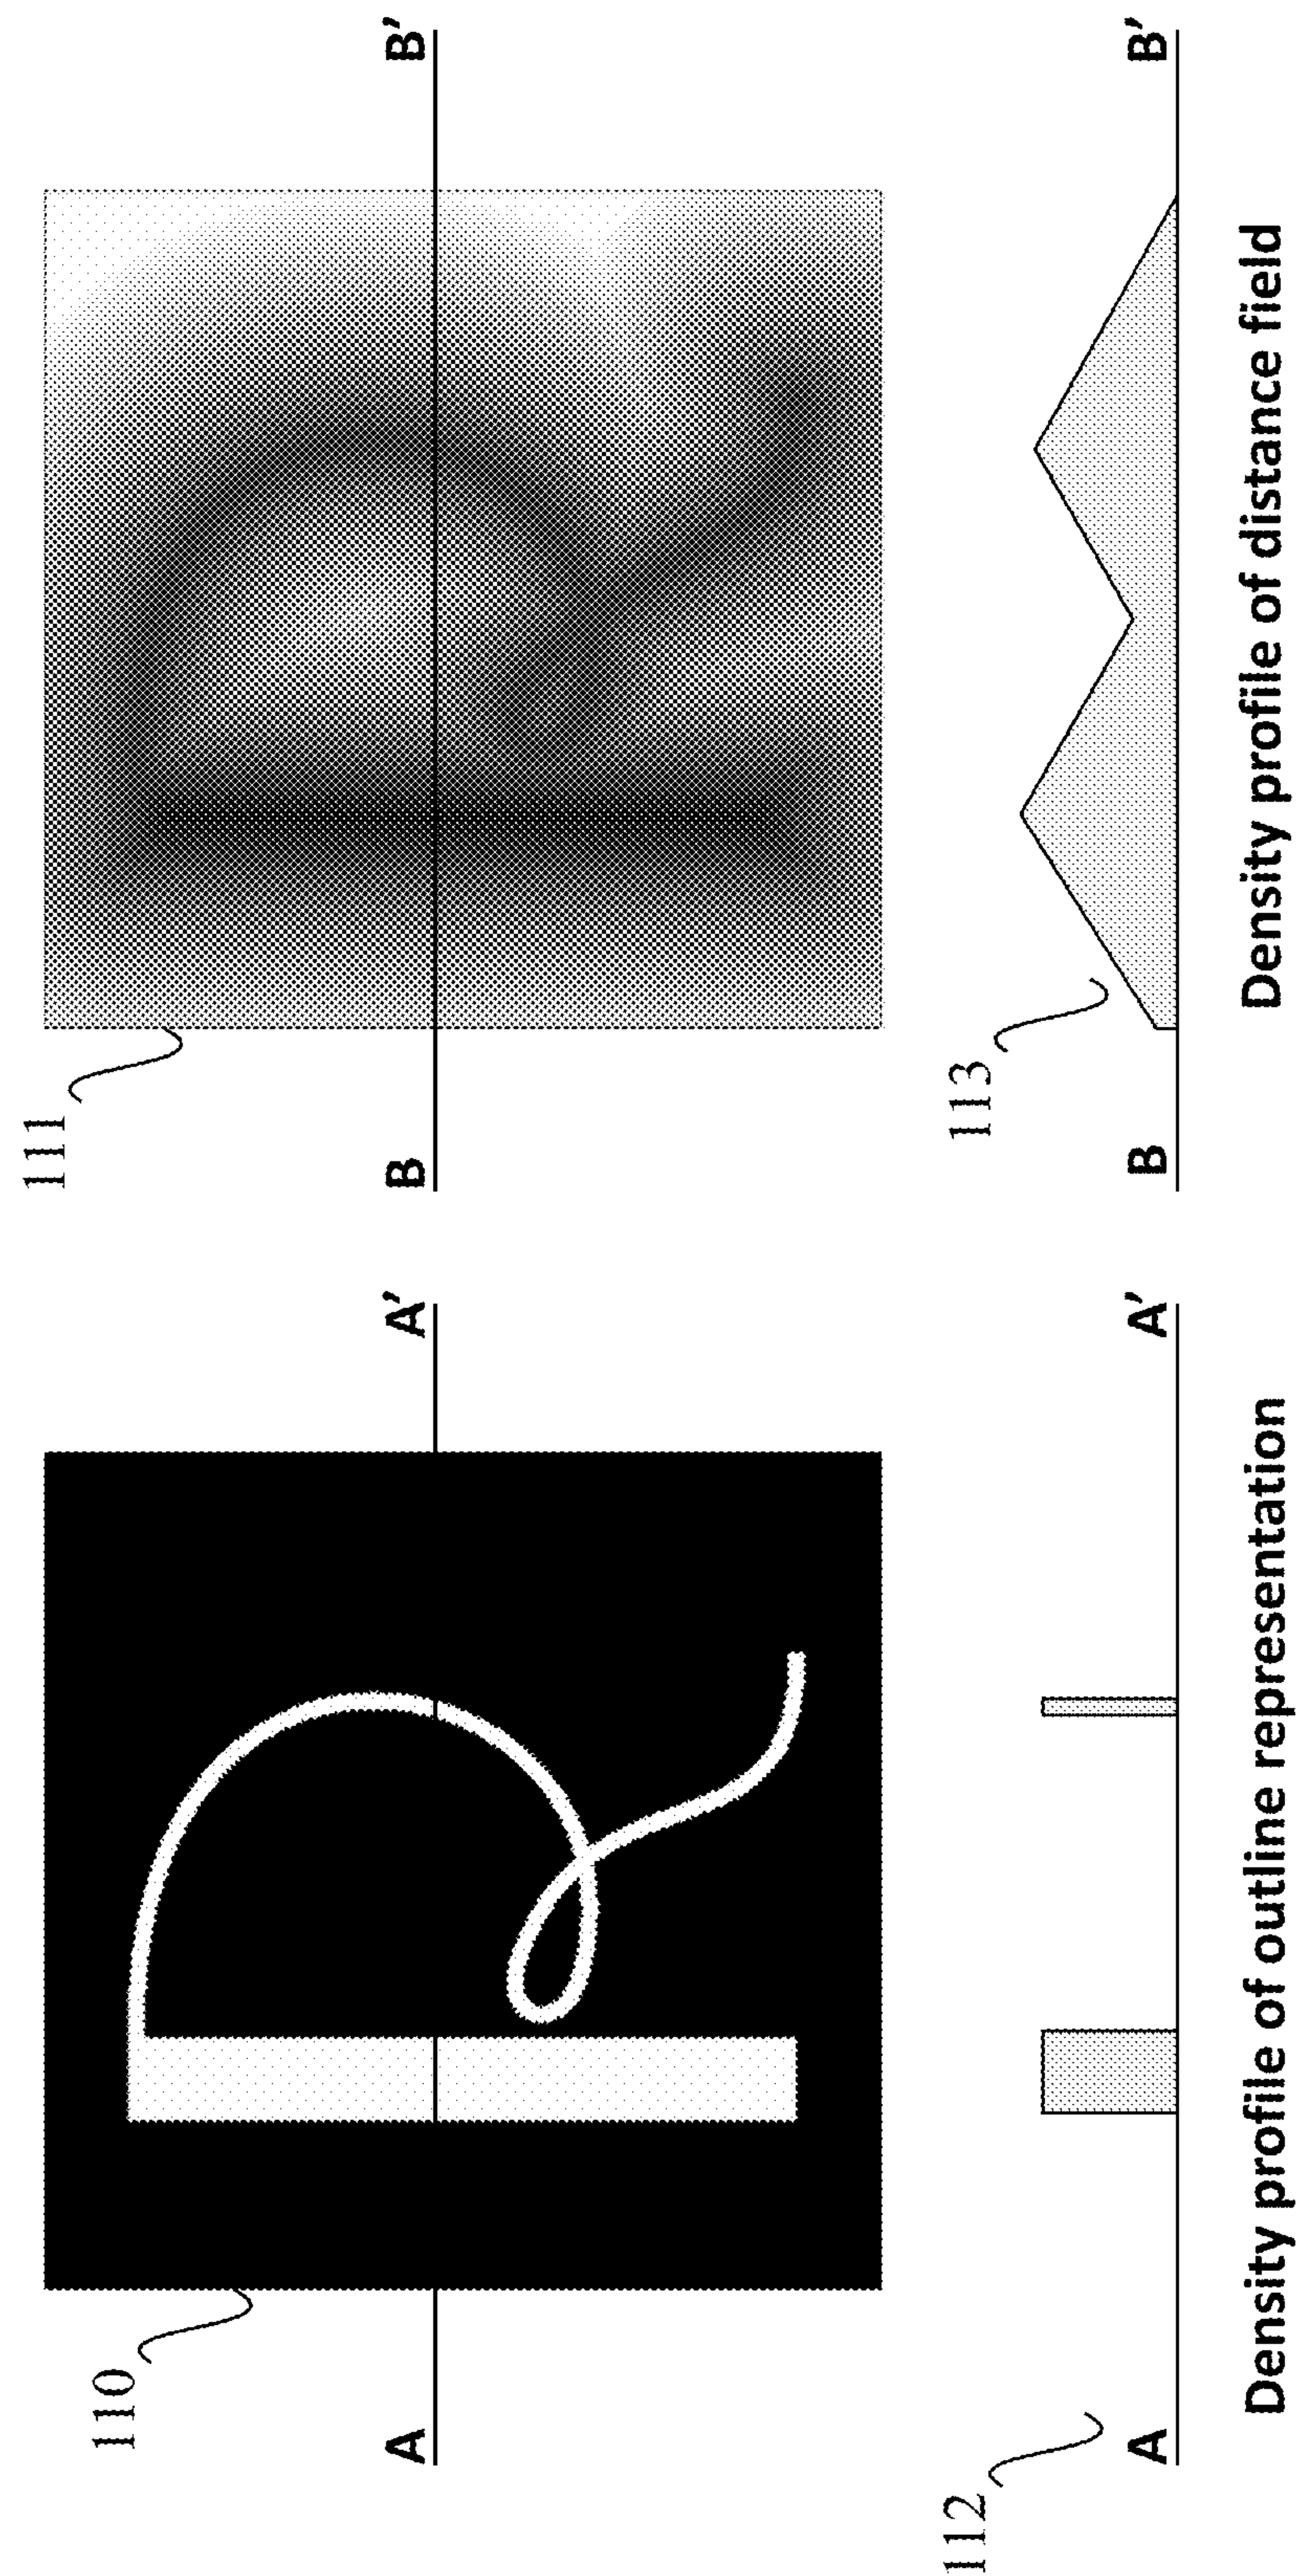 110
R
A A'
112
A A'
Density profile of outline representation
111
B B'
113
B B'
Density profile of distance field